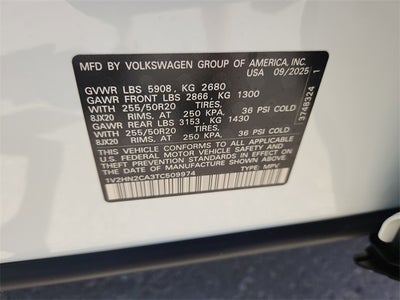 MFD. BY VOLKSWAGEN GROUP OF AMERICA, INC.
USA 09/2025
GVWR LBS 5908, KG 2680
GAWR FRONT LBS 2866, KG 1300
WITH 255/50R20 TIRES.
8JX20 RIMS, AT 250 KPA. 36 PSI COLD
GAWR REAR LBS 3153, KG 1430
WITH 255/50R20 TIRES.
8JX20 RIMS, AT 250 KPA. 36 PSI COLD
THIS VEHICLE CONFORMS TO ALL APPLICABLE
U.S. FEDERAL MOTOR VEHICLE SAFETY AND
THEFT PREVENTION STANDARDS IN EFFECT ON THE
DATE OF MANUFACTURE SHOWN ABOVE.
1V2HN2CA3TC509974 TYPE: MPV
3748324 1